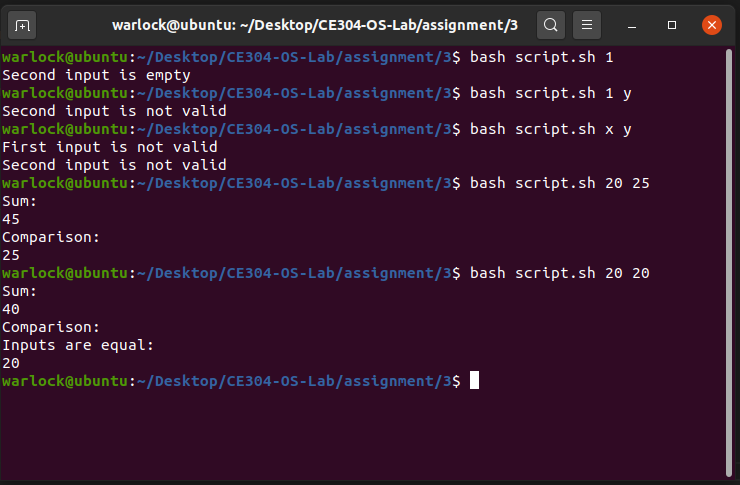 warlock@ubuntu: ~/Desktop/CE304-OS-Lab/assignment/3
warlock@ubuntu:~/Desktop/CE304-OS-Lab/assignment/3$ bash script.sh 1
Second input is empty
warlock@ubuntu:~/Desktop/CE304-OS-Lab/assignment/3$ bash script.sh 1 y
Second input is not valid
warlock@ubuntu:~/Desktop/CE304-OS-Lab/assignment/3$ bash script.sh x y
First input is not valid
Second input is not valid
warlock@ubuntu:~/Desktop/CE304-OS-Lab/assignment/3$ bash script.sh 20 25
Sum:
45
Comparison:
25
warlock@ubuntu:~/Desktop/CE304-OS-Lab/assignment/3$ bash script.sh 20 20
Sum:
40
Comparison:
Inputs are equal:
20
warlock@ubuntu:~/Desktop/CE304-OS-Lab/assignment/3$